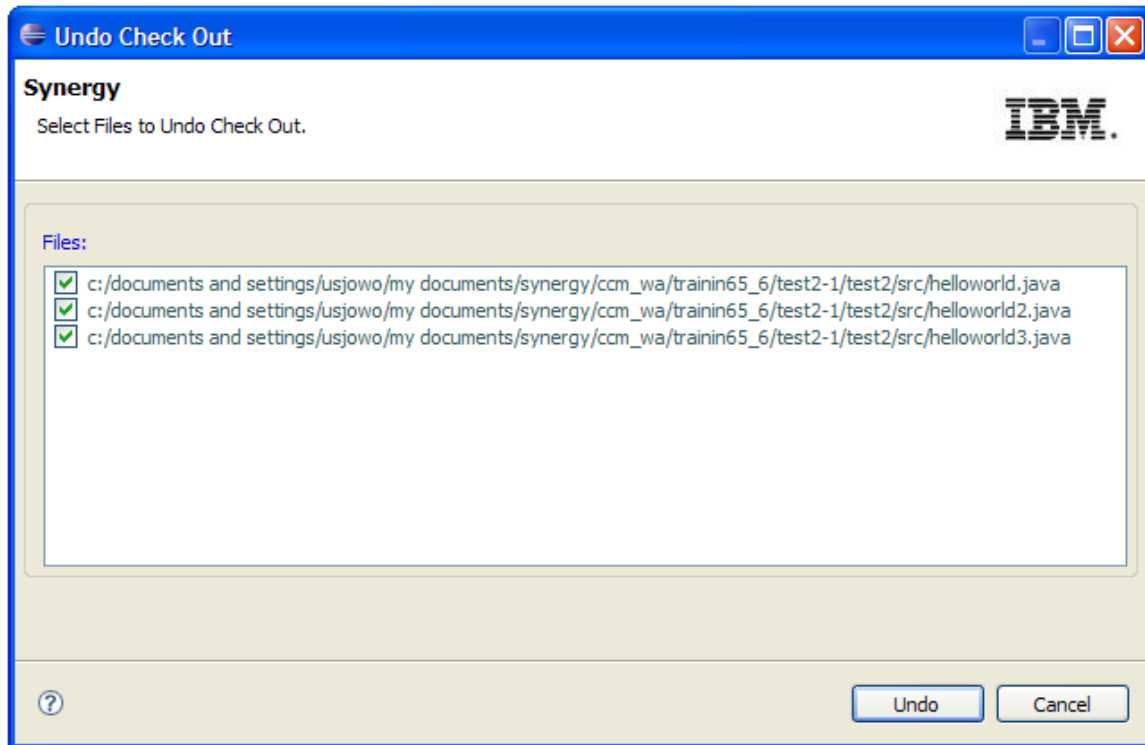 Undo Check Out
Synergy
Select Files to Undo Check Out.
IBM.
Files:
c:/documents and settings/usjowo/my documents/synergy/ccm_wa/trainin65_6/test2-1/test2/src/helloworld.java
c:/documents and settings/usjowo/my documents/synergy/ccm_wa/trainin65_6/test2-1/test2/src/helloworld2.java
c:/documents and settings/usjowo/my documents/synergy/ccm_wa/trainin65_6/test2-1/test2/src/helloworld3.java
?
Undo
Cancel